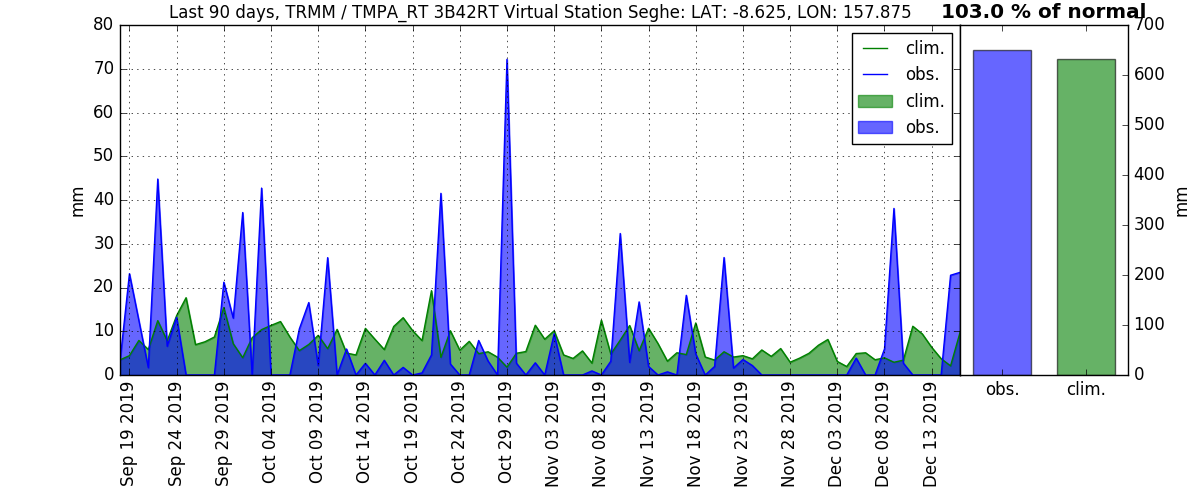 Last 90 days, TRMM / TMPA_RT 3B42RT Virtual Station Seghe: LAT: -8.625, LON: 157.875
103.0 % of normal
80
70
60
50
40
30
20
10
0
mm
clim.
obs.
clim.
obs.
700
600
500
400
300
200
100
0
mm
obs.
clim.
Sep 19 2019
Sep 24 2019
Sep 29 2019
Oct 04 2019
Oct 09 2019
Oct 14 2019
Oct 19 2019
Oct 24 2019
Oct 29 2019
Nov 03 2019
Nov 08 2019
Nov 13 2019
Nov 18 2019
Nov 23 2019
Nov 28 2019
Dec 03 2019
Dec 08 2019
Dec 13 2019